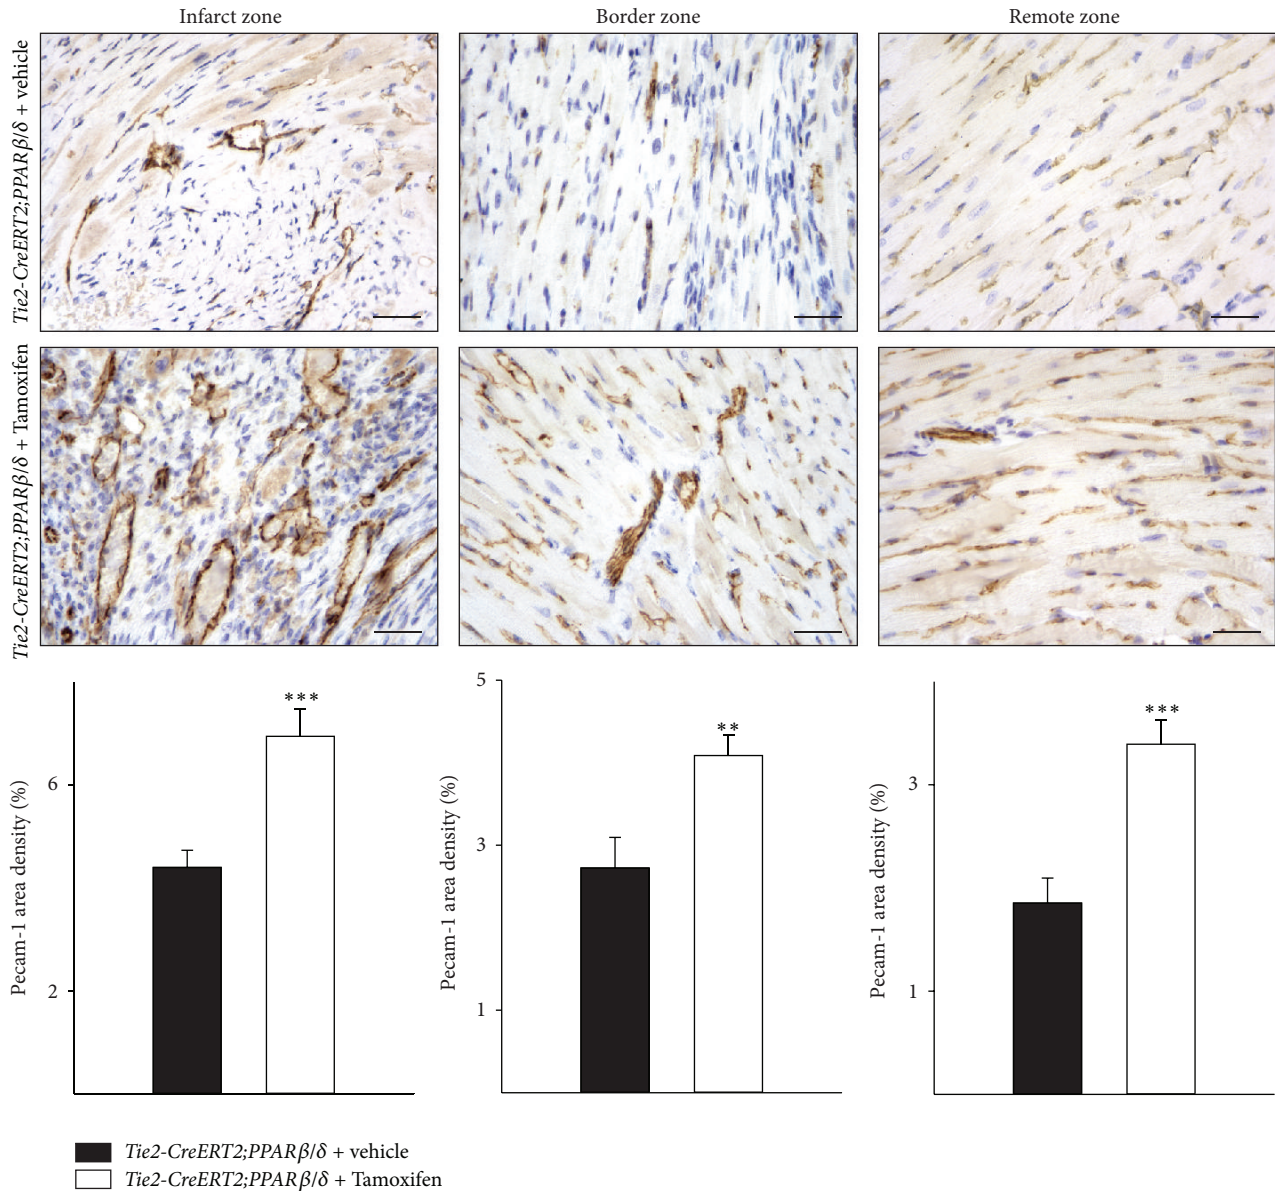 Infarct zone
Border zone
Remote zone
Tie2-CreERT2;PPARβ/δ + vehicle
Tie2-CreERT2;PPARβ/δ + Tamoxifen
Pecam-1 area density (%)
6
2
***
Pecam-1 area density (%)
5
3
1
**
Pecam-1 area density (%)
3
1
***
Tie2-CreERT2;PPARβ/δ + vehicle
Tie2-CreERT2;PPARβ/δ + Tamoxifen